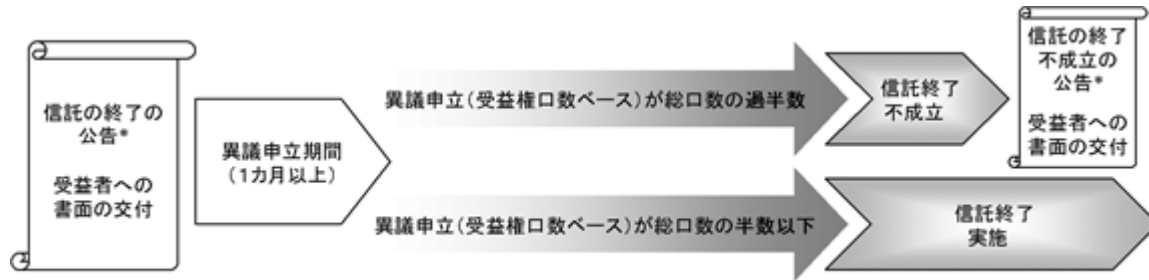 信託の終了の
公告*
受益者への
書面の交付
異議申立期間
(1カ月以上)
異議申立(受益権口数ベース)が総口数の過半数
信託終了
不成立
信託の終了
不成立の
公告*
受益者への
書面の交付
異議申立(受益権口数ベース)が総口数の半数以下
信託終了
実施